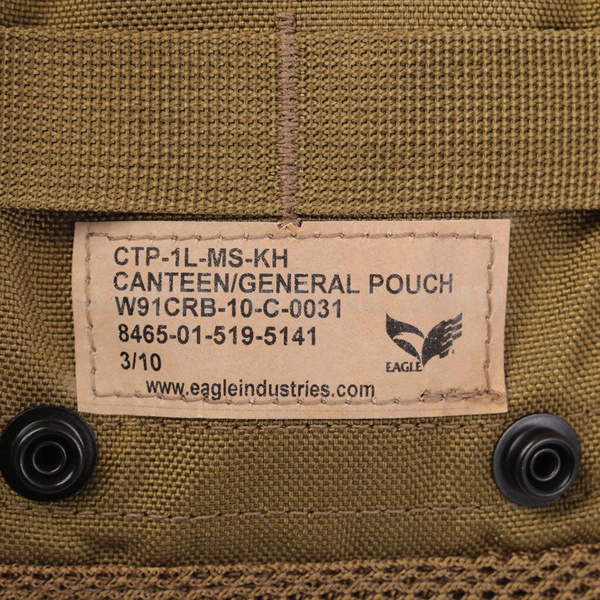 CTP-1L-MS-KH
CANTEEN/GENERAL POUCH
W91CRB-10-C-0031
8465-01-519-5141
3/10
EAGLE
www.eagleindustries.com